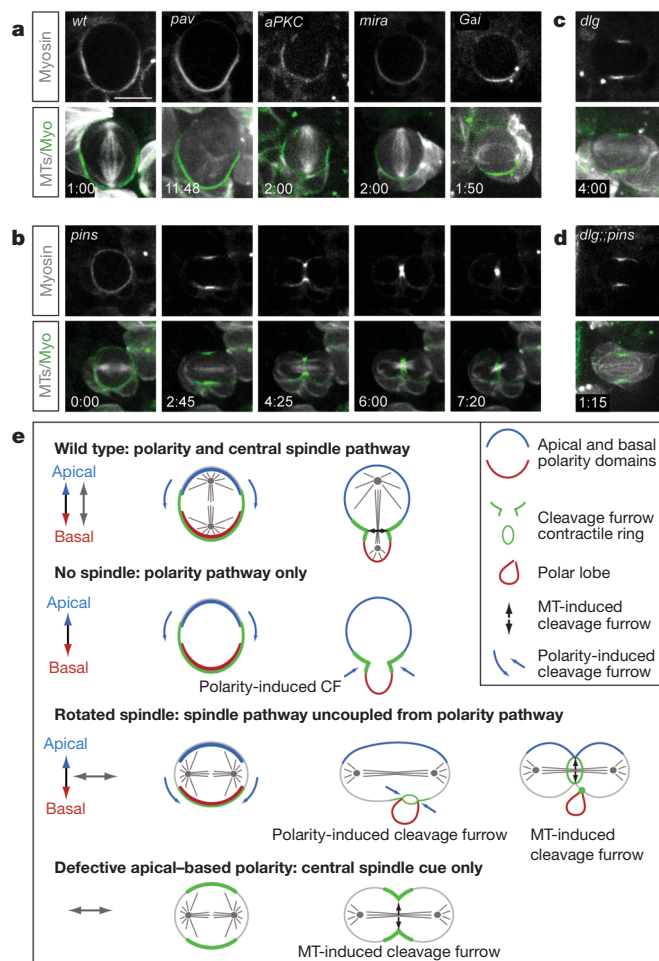 a
wt
pav
aPKC
mira
Gαi
c
dlg
Myosin
MTs/Myo
1:00
11:48
2:00
2:00
1:50
4:00
b
pins
d
dlg;;pins
Myosin
MTs/Myo
0:00
2:45
4:25
6:00
7:20
1:15
e
Wild type: polarity and central spindle pathway
Apical
Basal
No spindle: polarity pathway only
Apical
Basal
Polarity-induced CF
Rotated spindle: spindle pathway uncoupled from polarity pathway
Apical
Basal
Polarity-induced cleavage furrow
MT-induced
cleavage furrow
Defective apical–based polarity: central spindle cue only
MT-induced cleavage furrow
Apical and basal
polarity domains
Cleavage furrow
contractile ring
Polar lobe
MT-induced
cleavage furrow
Polarity-induced
cleavage furrow